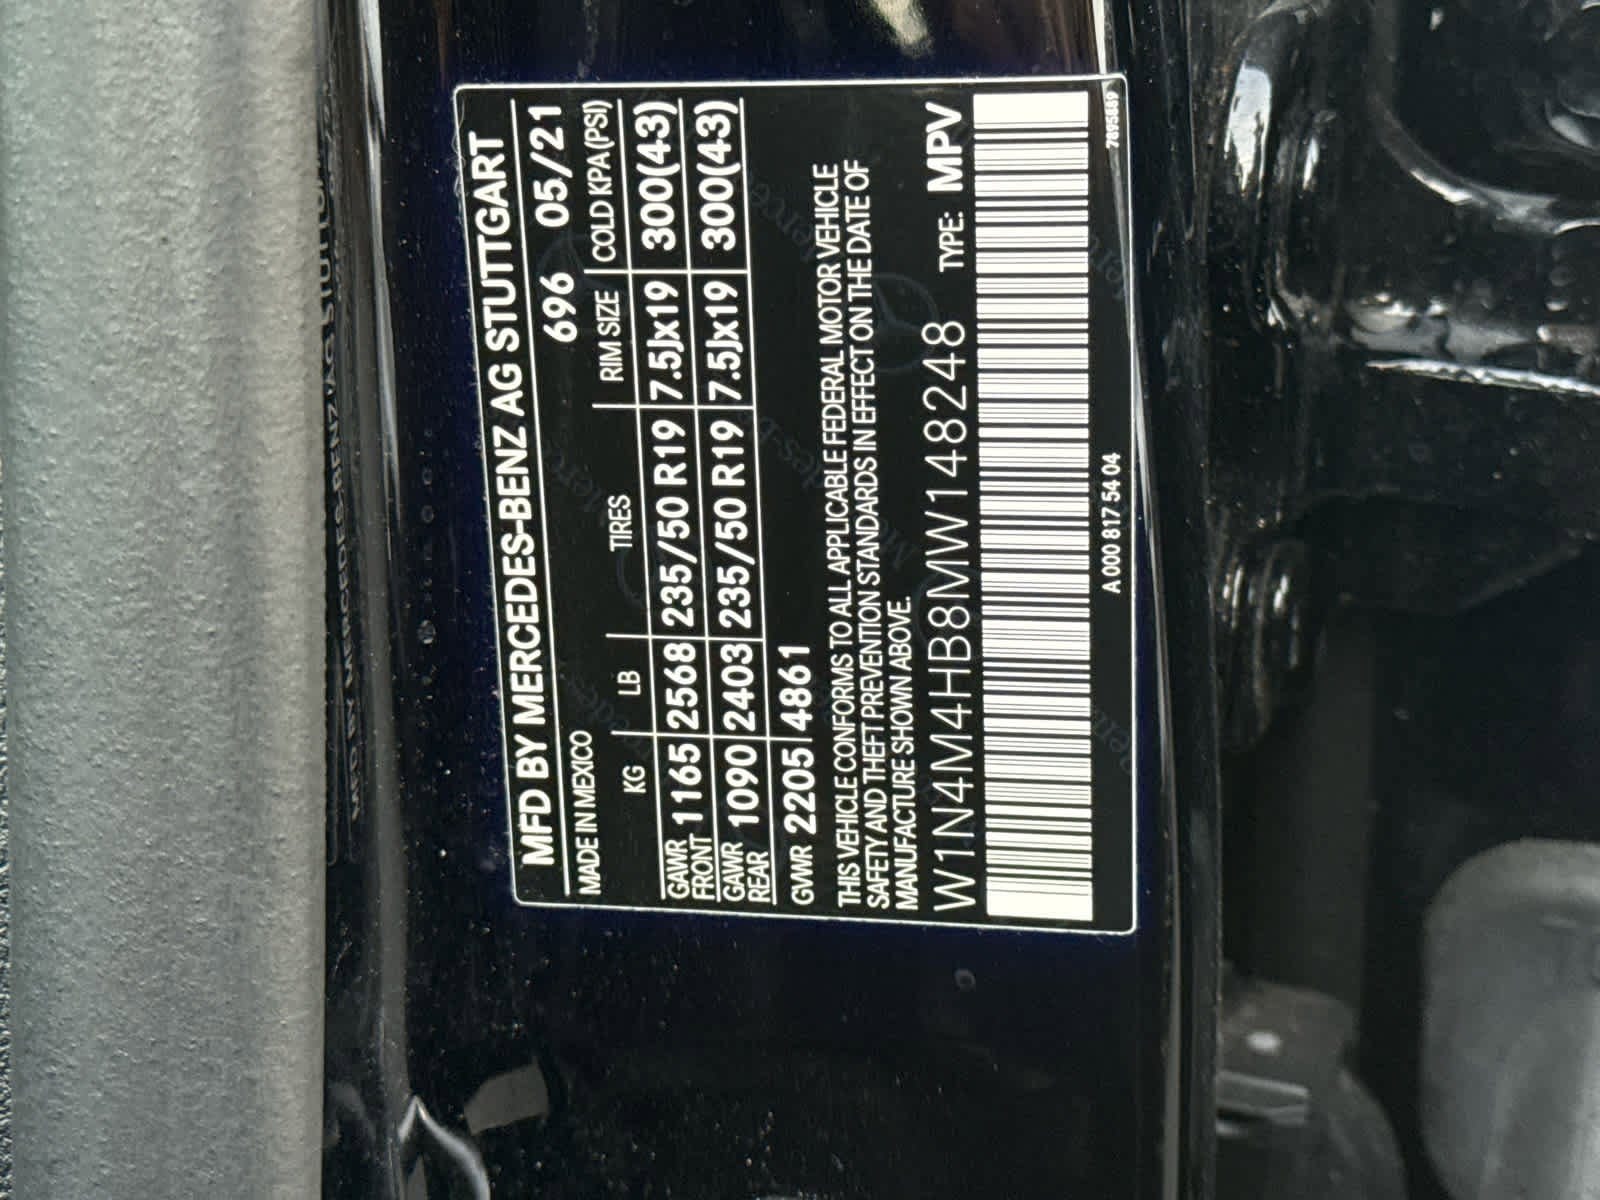 MFD BY MERCEDES-BENZ AG STUTTGART
MADE IN MEXICO 696 05/21
KG LB TIRES RIM SIZE COLD KPA (PSI)
GAWR FRONT 1165 2568 235/50 R19 7.5Jx19 300(43)
GAWR REAR 1090 2403 235/50 R19 7.5Jx19 300(43)
GVWR 2205 4861
THIS VEHICLE CONFORMS TO ALL APPLICABLE FEDERAL MOTOR VEHICLE
SAFETY AND THEFT PREVENTION STANDARDS IN EFFECT ON THE DATE OF
MANUFACTURE SHOWN ABOVE.
W1N4M4HB8MW148248 TYPE: MPV
A 000 817 54 04 7895869